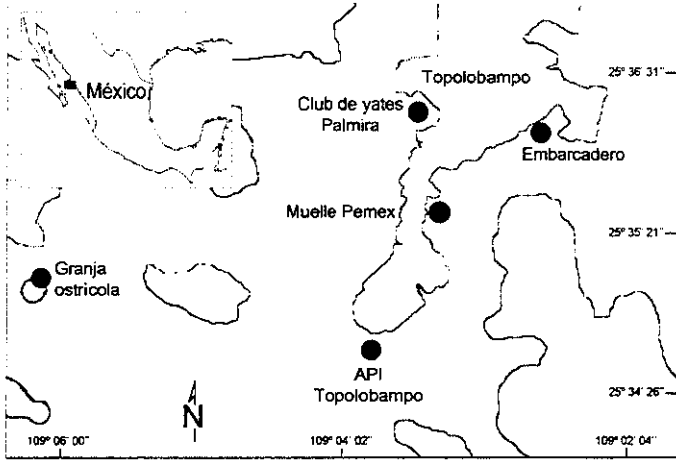 México
Topolobampo
25° 36' 31''
Club de yates
Palmira
Embarcadero
Muelle Pemex
25° 35' 21''
Granja
ostrícola
API
Topolobampo
25° 34' 26''
N
109° 06' 00''
109° 04' 02''
109° 02' 04''